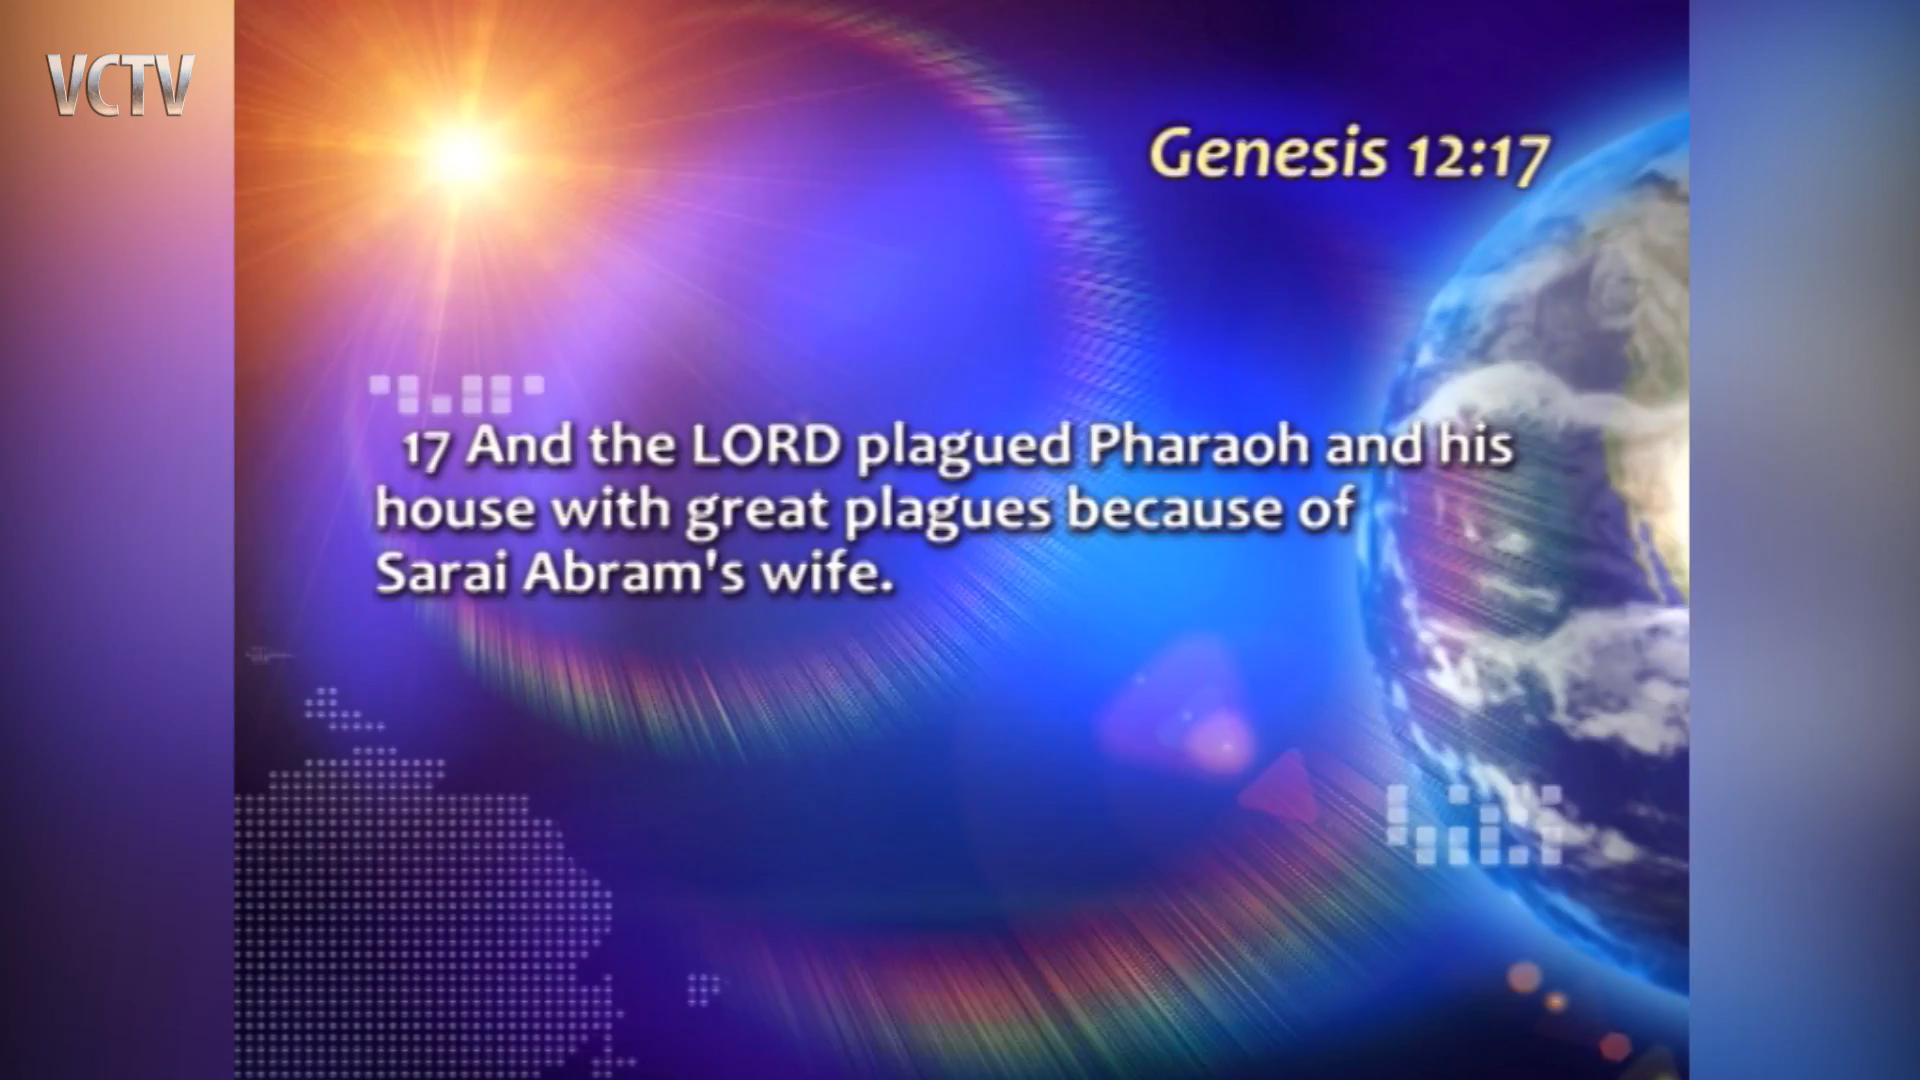 VCTV
Genesis 12:17
17 And the LORD plagued Pharaoh and his
house with great plagues because of
Sarai Abram's wife.